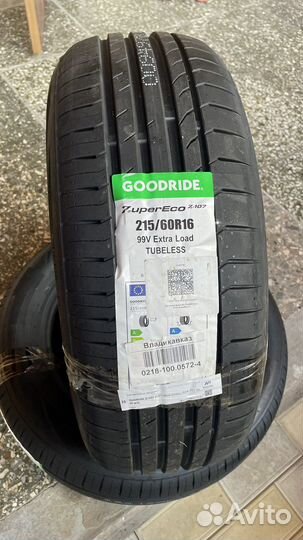 GOODRIDE.
ZuperEco Z-107
215/60R16
99V Extra Load
TUBELESS
Владикавказ
0218-100.0572-4
Avito